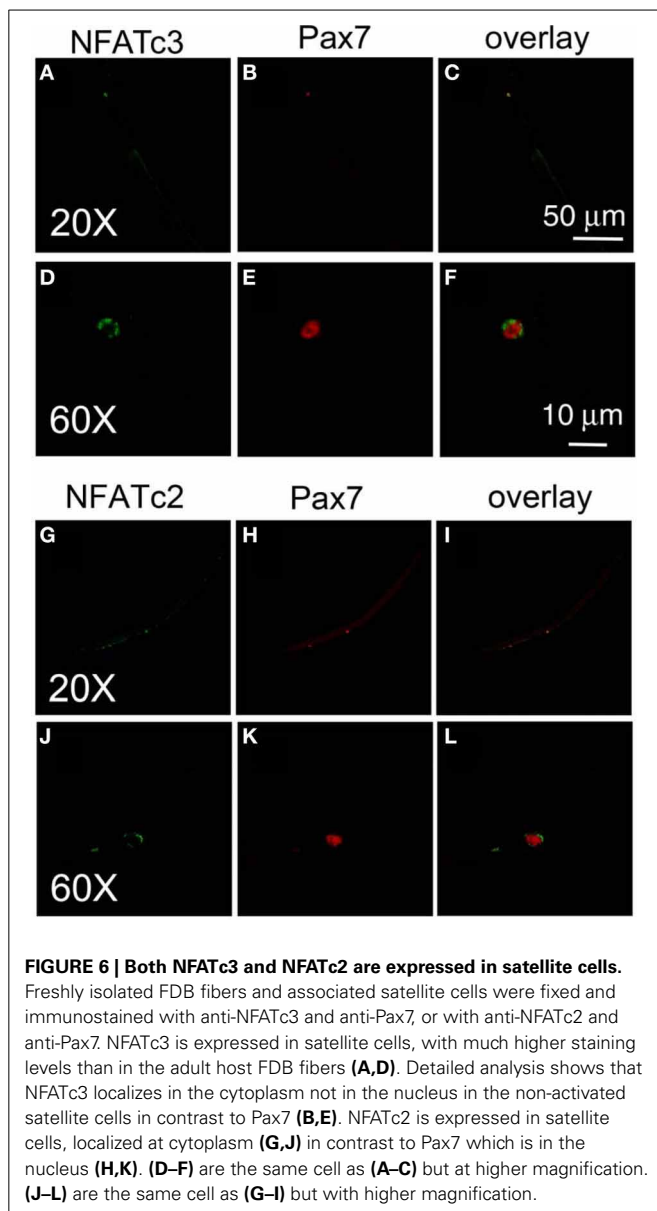 NFATc3 Pax7 overlay
A B C
20X 50 μm
D E F
60X 10 μm
NFATc2 Pax7 overlay
G H I
20X
J K L
60X
FIGURE 6 | Both NFATc3 and NFATc2 are expressed in satellite cells.
Freshly isolated FDB fibers and associated satellite cells were fixed and
immunostained with anti-NFATc3 and anti-Pax7, or with anti-NFATc2 and
anti-Pax7. NFATc3 is expressed in satellite cells, with much higher staining
levels than in the adult host FDB fibers (A,D). Detailed analysis shows that
NFATc3 localizes in the cytoplasm not in the nucleus in the non-activated
satellite cells in contrast to Pax7 (B,E). NFATc2 is expressed in satellite
cells, localized at cytoplasm (G,J) in contrast to Pax7 which is in the
nucleus (H,K). (D–F) are the same cell as (A–C) but at higher magnification.
(J–L) are the same cell as (G–I) but with higher magnification.